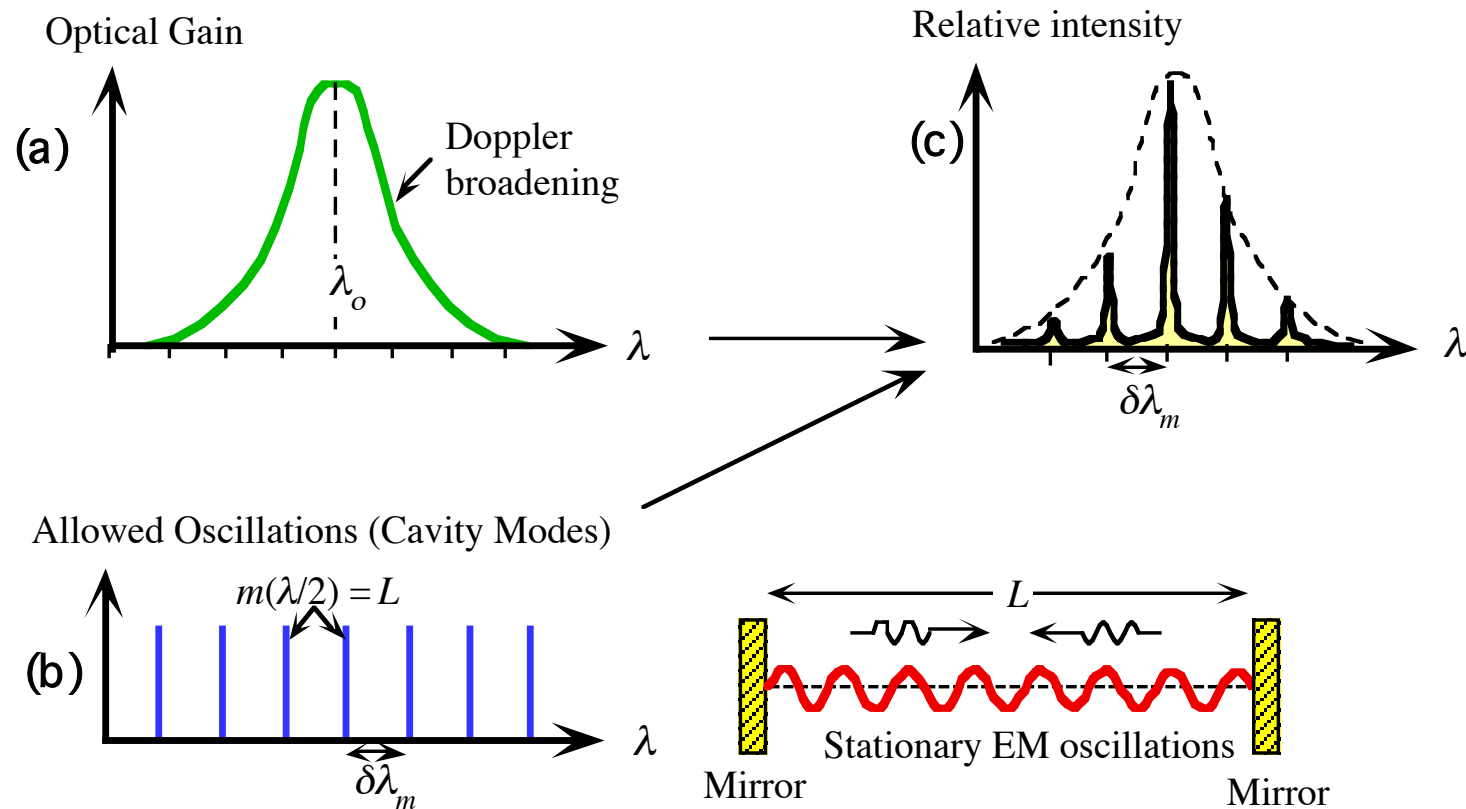 Optical Gain
(a)
Doppler
broadening
λₒ
λ
Relative intensity
(c)
λ
δλₘ
Allowed Oscillations (Cavity Modes)
m(λ/2) = L
(b)
λ
δλₘ
L
Stationary EM oscillations
Mirror
Mirror